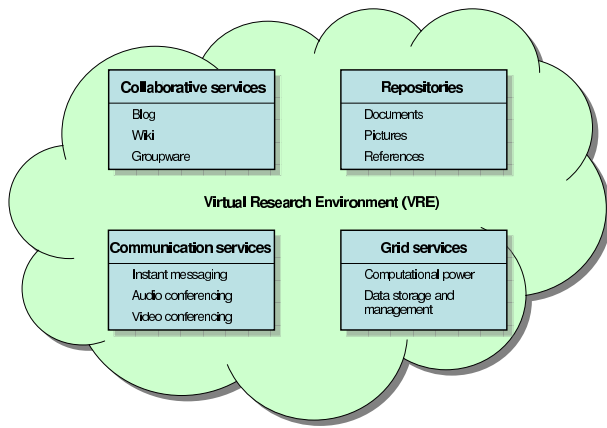 Collaborative services
Blog
Wiki
Groupware
Repositories
Documents
Pictures
References
Virtual Research Environment (VRE)
Communication services
Instant messaging
Audio conferencing
Video conferencing
Grid services
Computational power
Data storage and
management